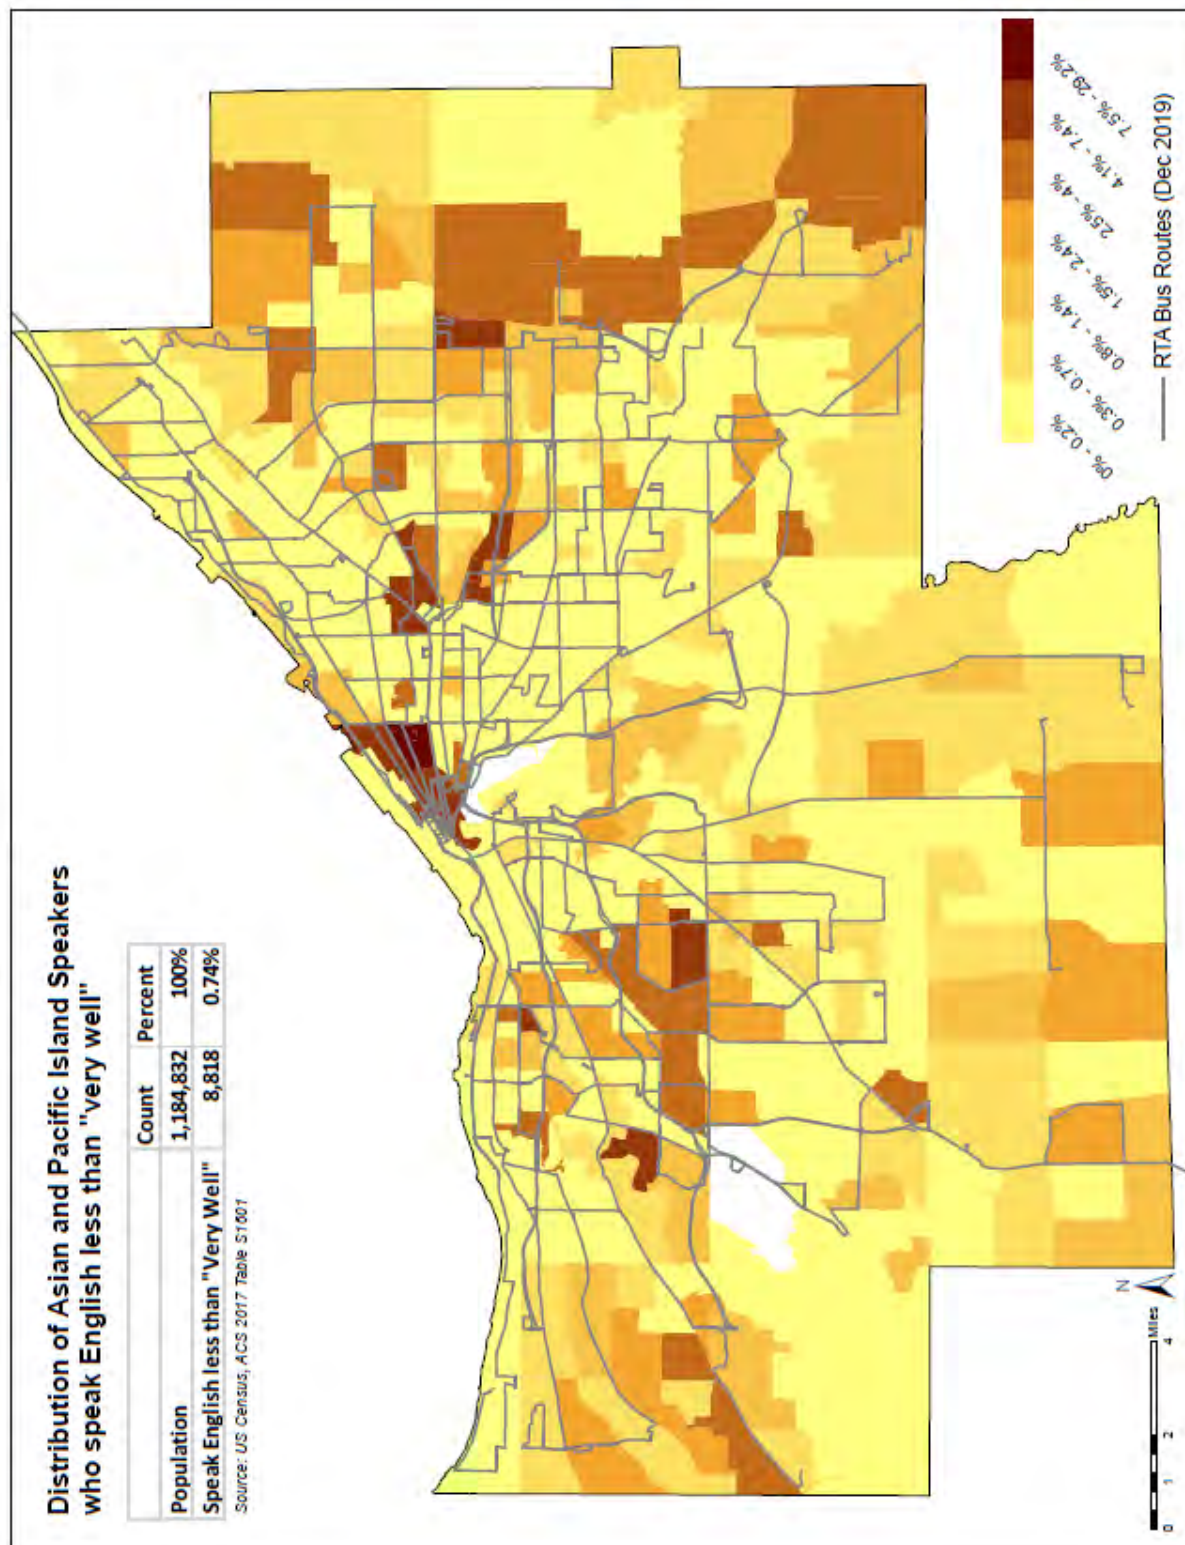 Distribution of Asian and Pacific Island Speakers
who speak English less than "very well"
Count Percent
Population 1,184,832 100%
Speak English less than "Very Well" 8,818 0.74%
Source: US Census, ACS 2017 Table S1601
0% - 0.2%
0.3% - 0.7%
0.8% - 1.4%
1.5% - 2.4%
2.5% - 4%
4.1% - 7.4%
7.5% - 29.2%
RTA Bus Routes (Dec 2019)
N
0 1 2 4
Miles